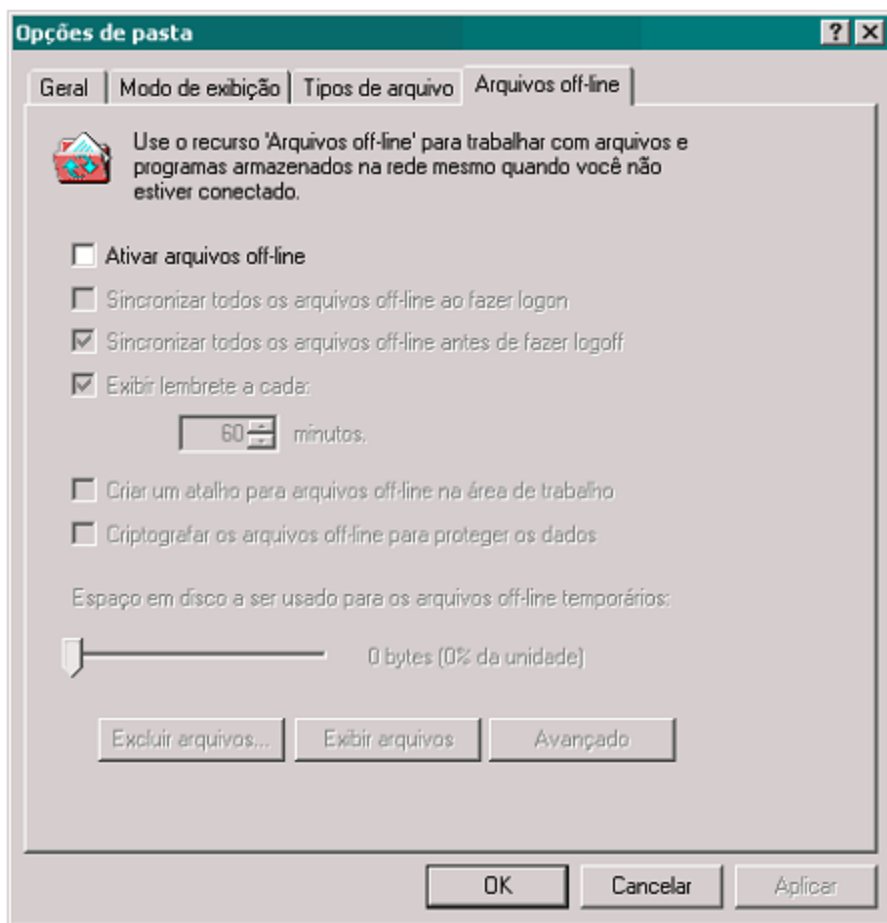 Opções de pasta
Geral
Modo de exibição
Tipos de arquivo
Arquivos off-line
Use o recurso 'Arquivos off-line' para trabalhar com arquivos e
programas armazenados na rede mesmo quando você não
estiver conectado.
Ativar arquivos off-line
Sincronizar todos os arquivos off-line ao fazer logon
Sincronizar todos os arquivos off-line antes de fazer logoff
Exibir lembrete a cada:
60 minutos.
Criar um atalho para arquivos off-line na área de trabalho
Criptografar os arquivos off-line para proteger os dados
Espaço em disco a ser usado para os arquivos off-line temporários:
0 bytes (0% da unidade)
Excluir arquivos...
Exibir arquivos
Avançado
OK
Cancelar
Aplicar